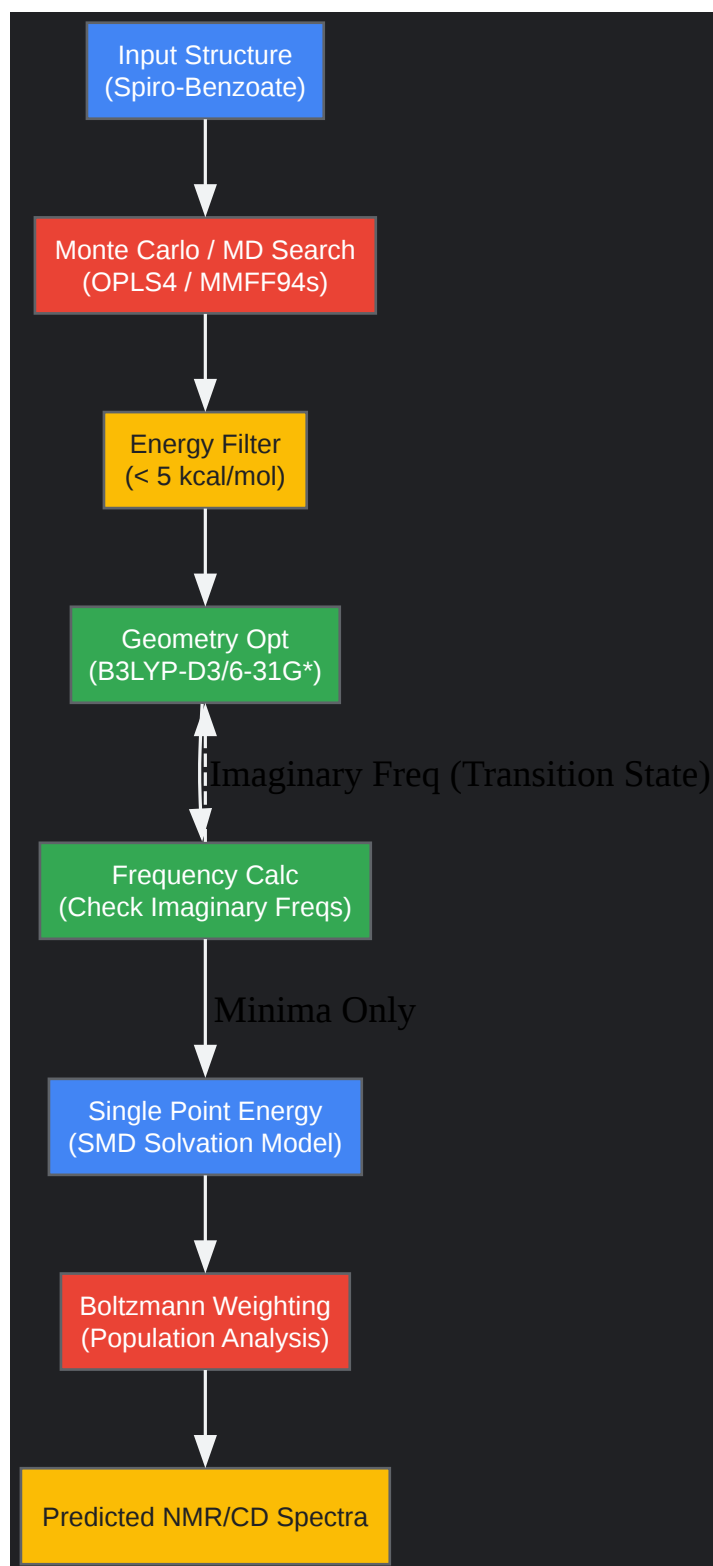 Input Structure
(Spiro-Benzoate)
Monte Carlo / MD Search
(OPLS4 / MMFF94s)
Energy Filter
(< 5 kcal/mol)
Geometry Opt
(B3LYP-D3/6-31G*)
Imaginary Freq (Transition State)
Frequency Calc
(Check Imaginary Freqs)
Minima Only
Single Point Energy
(SMD Solvation Model)
Boltzmann Weighting
(Population Analysis)
Predicted NMR/CD Spectra